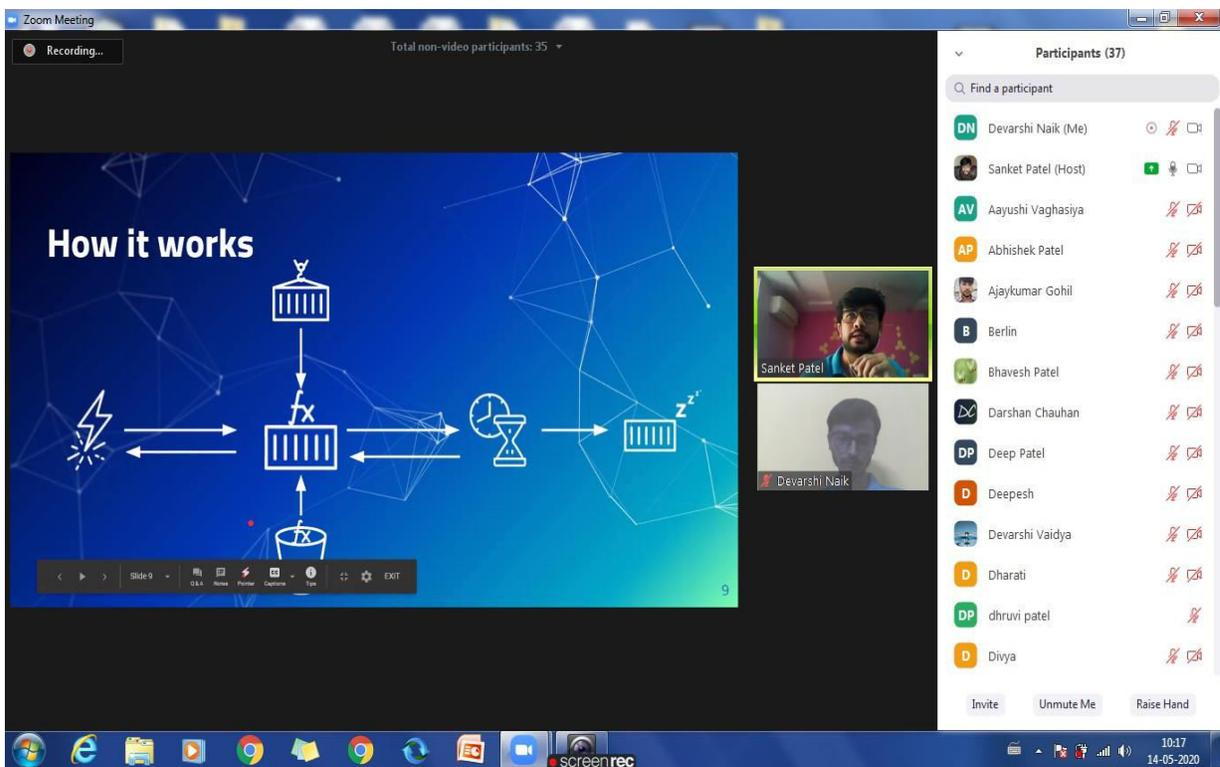 Zoom Meeting
Recording...
Total non-video participants: 35
How it works
fx
z z z
fx
Slide 9
Q&A Notes Pointer Captions Tips
EXIT
9
Sanket Patel
Devarshi Naik
Participants (37)
Find a participant
DN Devarshi Naik (Me)
Sanket Patel (Host)
AV Aayushi Vaghasiya
AP Abhishek Patel
Ajaykumar Gohil
B Berlin
Bhavesh Patel
DC Darshan Chauhan
DP Deep Patel
D Deepesh
Devarshi Vaidya
D Dharati
DP dhruvi patel
D Divya
Invite Unmute Me Raise Hand
screenrec
10:17
14-05-2020